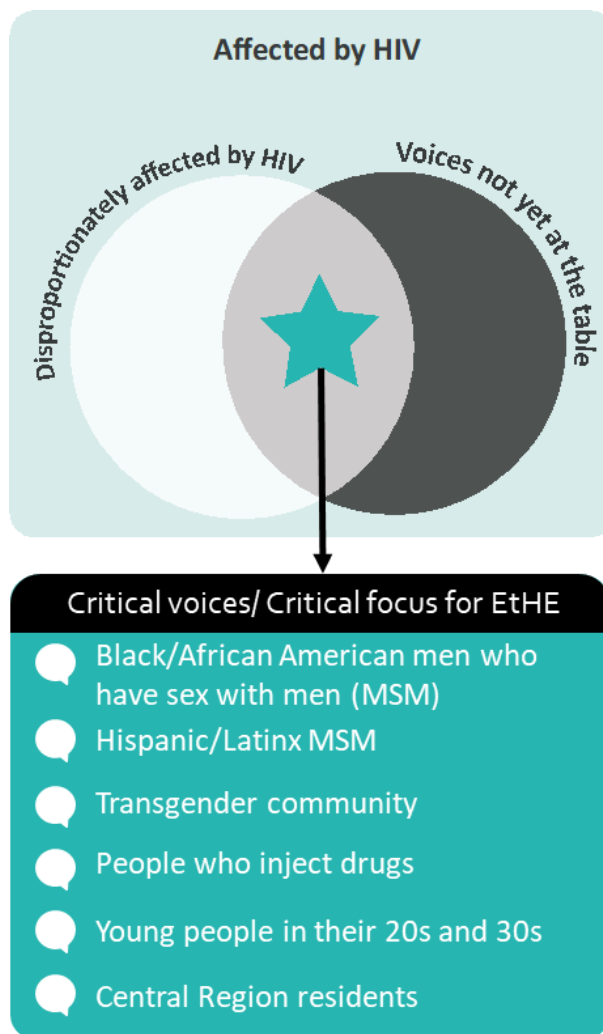 Affected by HIV
Disproportionately affected by HIV
Voices not yet at the table
Critical voices/ Critical focus for EtHE
Black/African American men who
have sex with men (MSM)
Hispanic/Latinx MSM
Transgender community
People who inject drugs
Young people in their 20s and 30s
Central Region residents